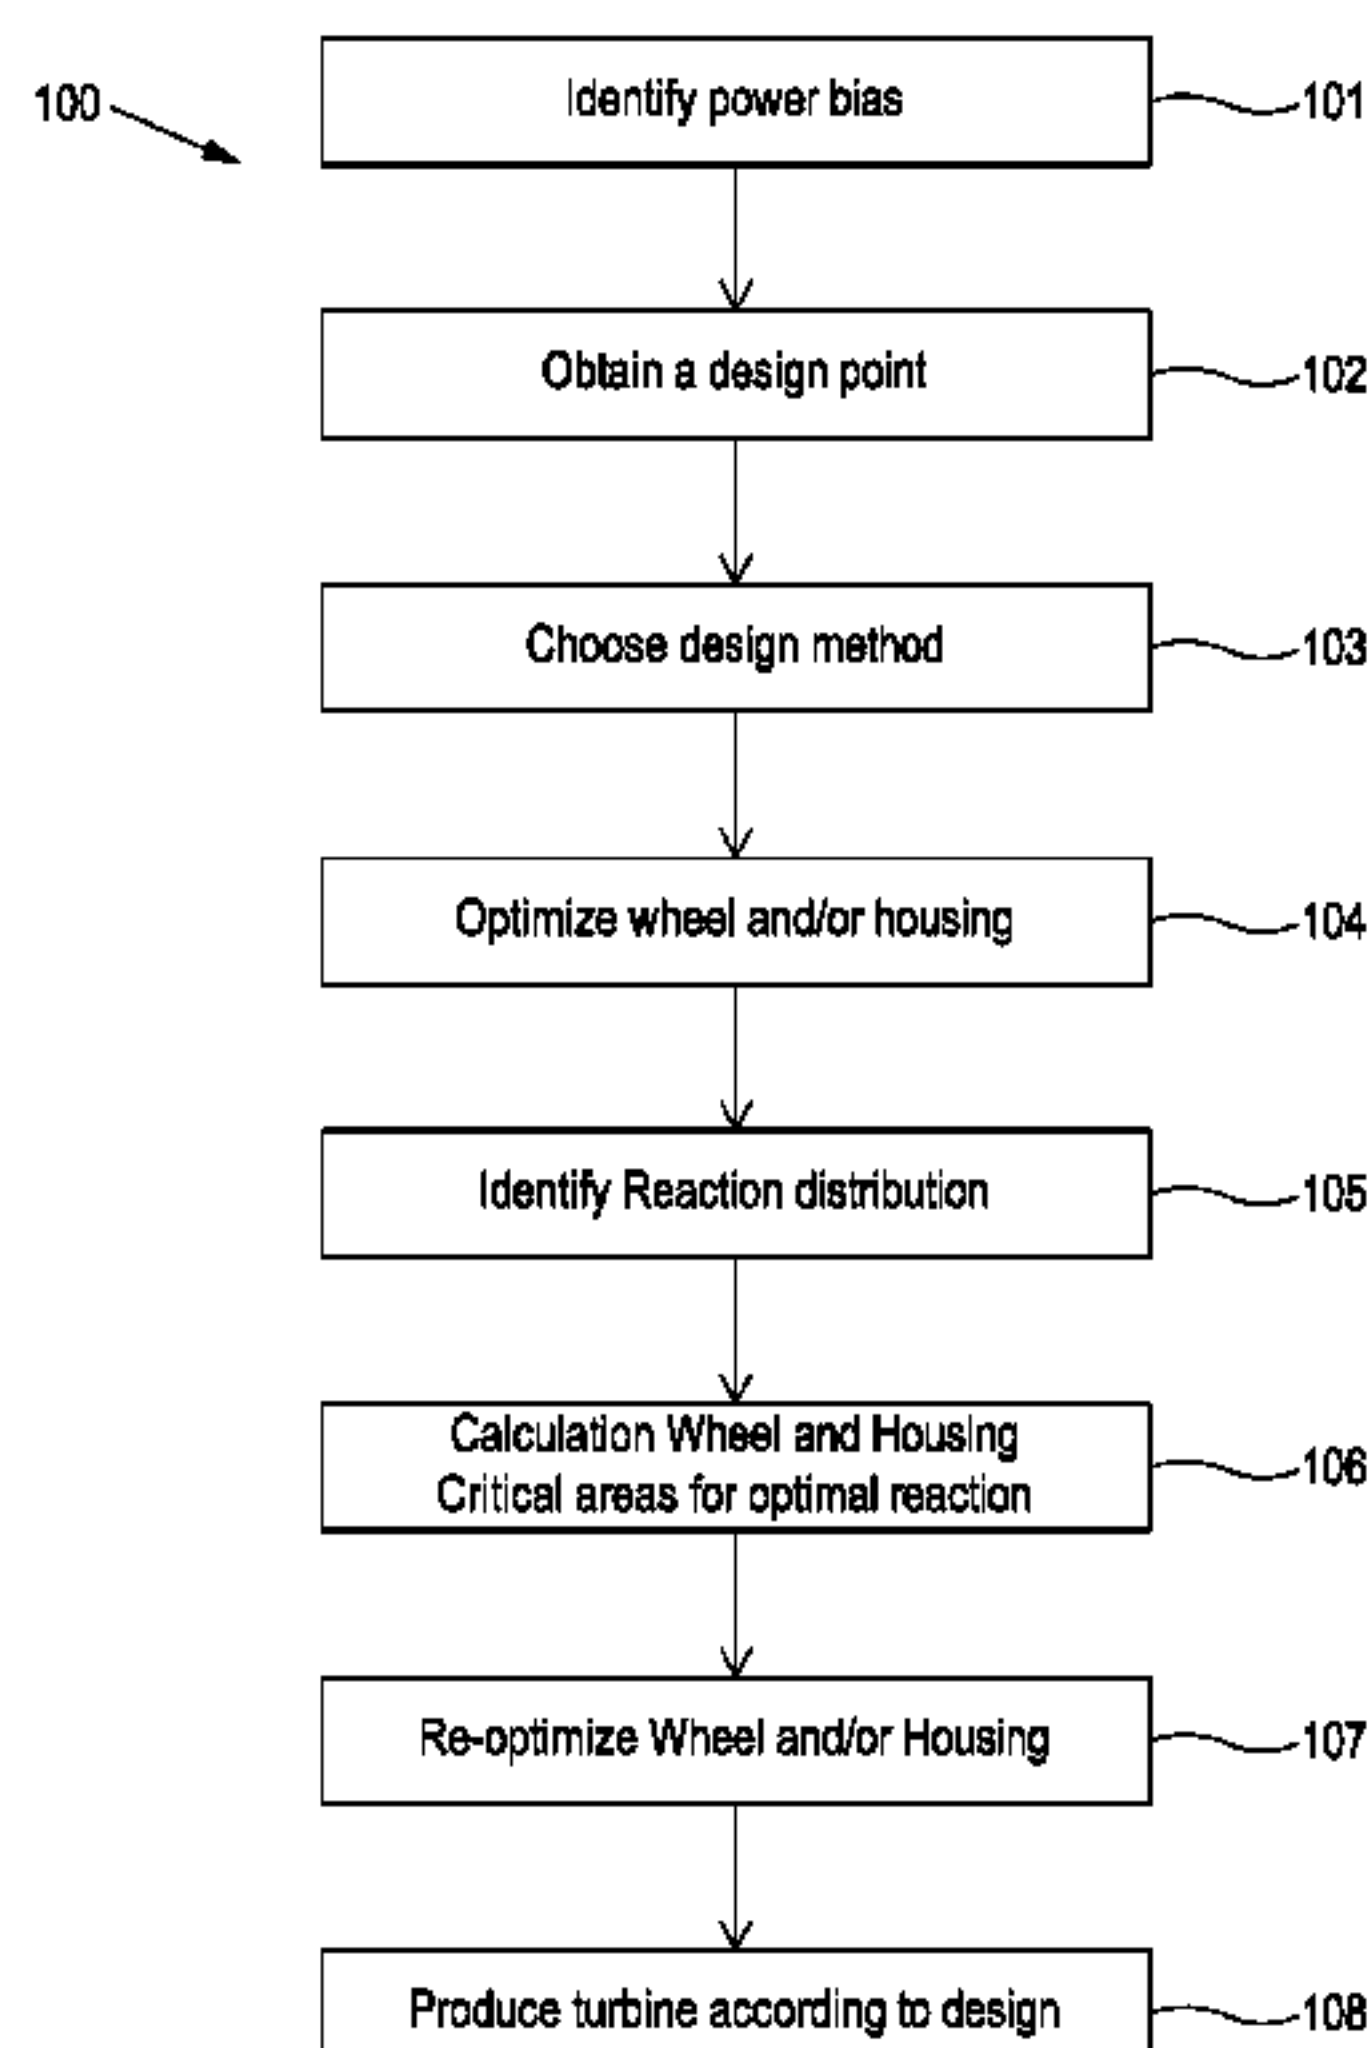 100
Identify power bias
101
Obtain a design point
102
Choose design method
103
Optimize wheel and/or housing
104
Identify Reaction distribution
105
Calculation Wheel and Housing
Critical areas for optimal reaction
106
Re-optimize Wheel and/or Housing
107
Produce turbine according to design
108